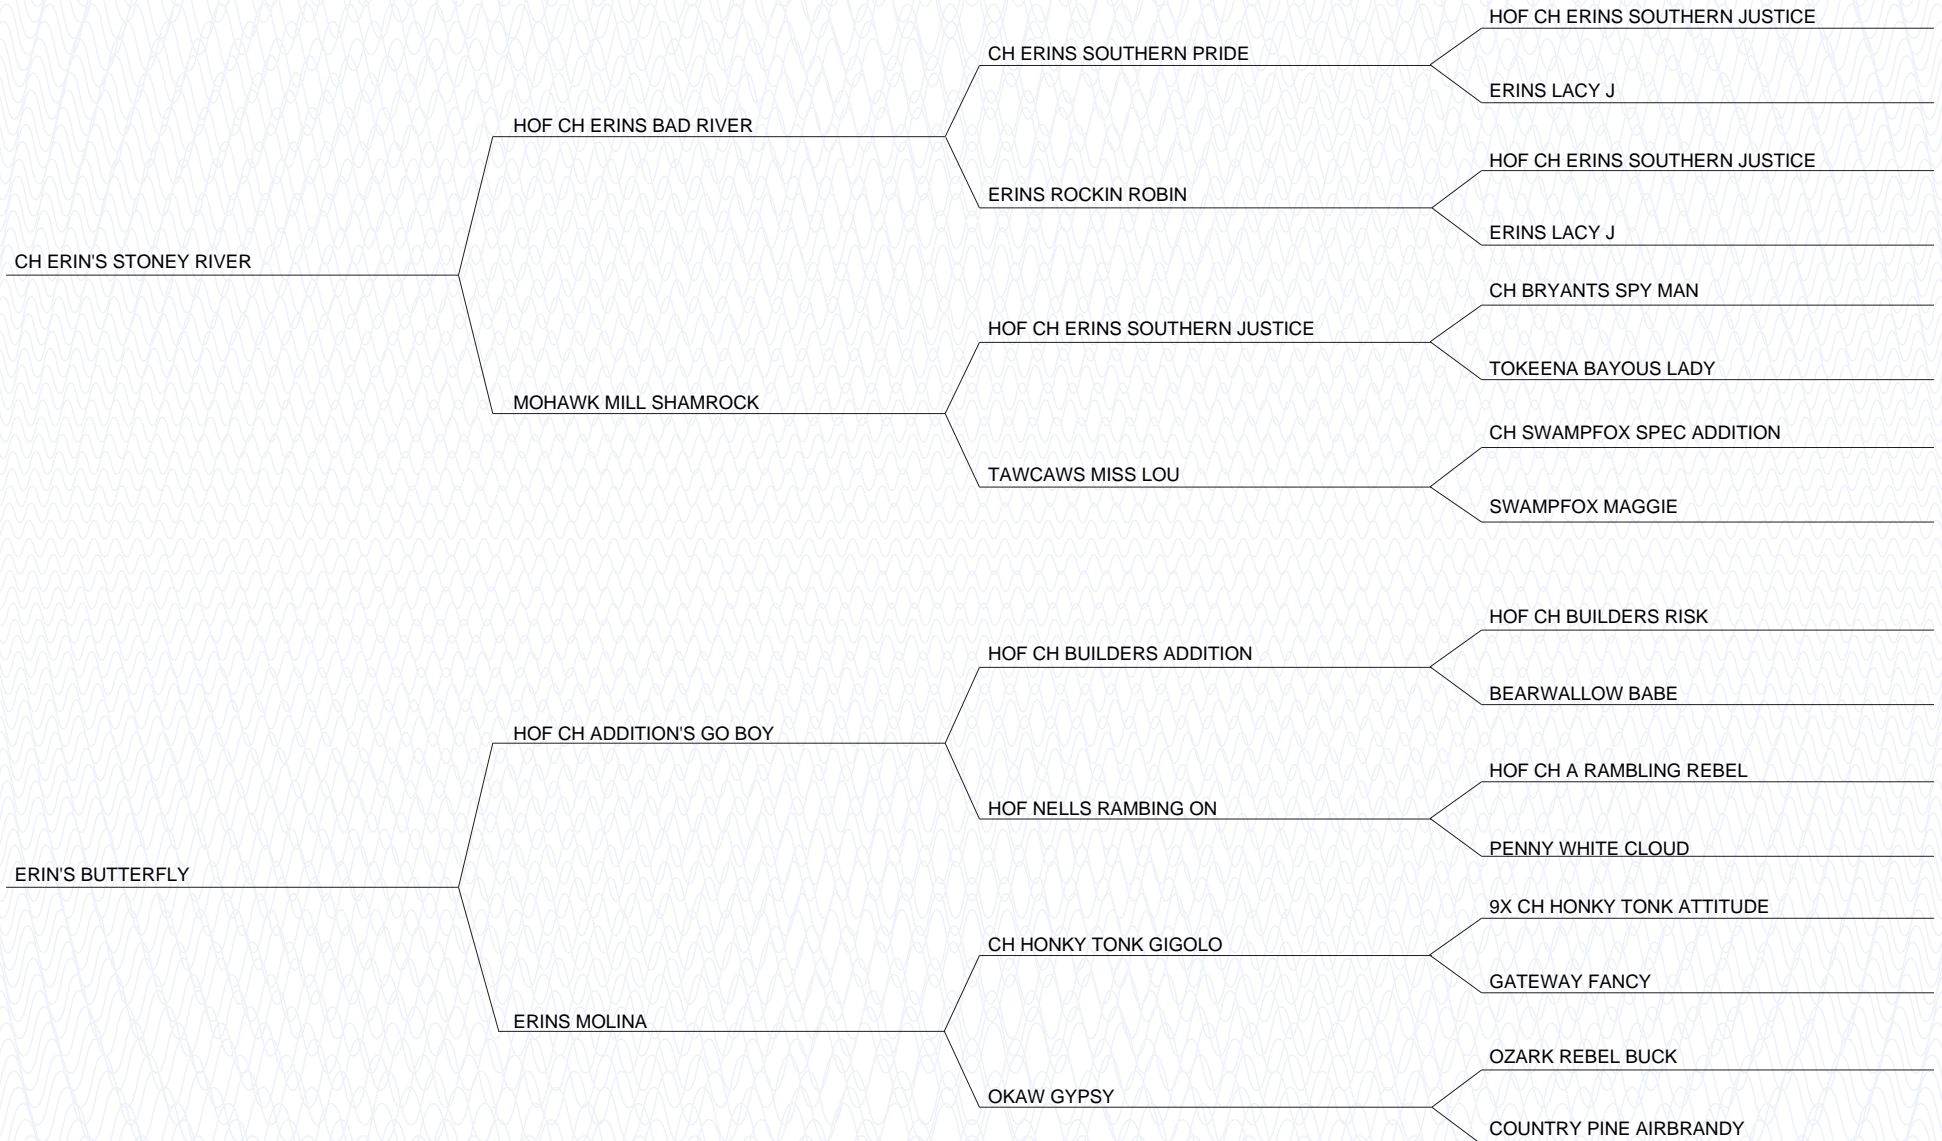 HOF CH ERINS SOUTHERN JUSTICE
CH ERINS SOUTHERN PRIDE
ERINS LACY J
HOF CH ERINS BAD RIVER
HOF CH ERINS SOUTHERN JUSTICE
ERINS ROCKIN ROBIN
ERINS LACY J
CH ERIN'S STONEY RIVER
CH BRYANTS SPY MAN
HOF CH ERINS SOUTHERN JUSTICE
TOKEENA BAYOUS LADY
MOHAWK MILL SHAMROCK
CH SWAMPFOX SPEC ADDITION
TAWCAWS MISS LOU
SWAMPFOX MAGGIE
HOF CH BUILDERS RISK
HOF CH BUILDERS ADDITION
BEARWALLOW BABE
HOF CH ADDITION'S GO BOY
HOF CH A RAMBLING REBEL
HOF NELLS RAMBING ON
PENNY WHITE CLOUD
ERIN'S BUTTERFLY
9X CH HONKY TONK ATTITUDE
CH HONKY TONK GIGOLO
GATEWAY FANCY
ERINS MOLINA
OZARK REBEL BUCK
OKAW GYPSY
COUNTRY PINE AIRBRANDY